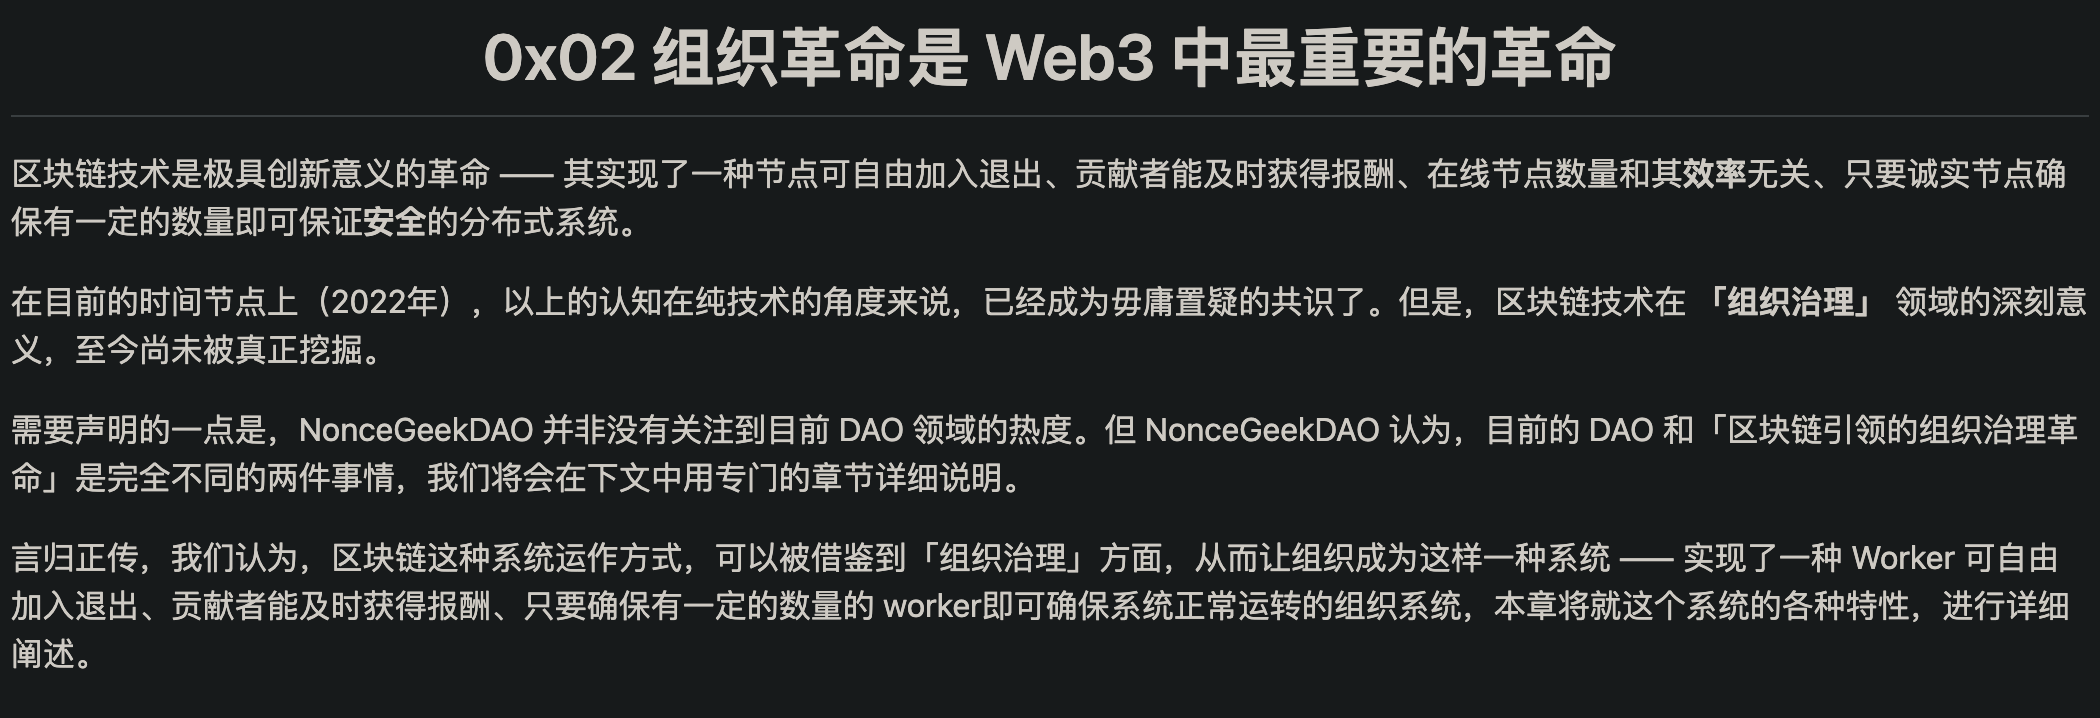 0x02 组织革命是 Web3 中最重要的革命
区块链技术是极具创新意义的革命 —— 其实现了一种节点可自由加入退出、贡献者能及时获得报酬、在线节点数量和其效率无关、只要诚实节点确
保有一定的数量即可保证安全的分布式系统。
在目前的时间节点上（2022年），以上的认知在纯技术的角度来说，已经成为毋庸置疑的共识了。但是，区块链技术在 「组织治理」 领域的深刻意
义，至今尚未被真正挖掘。
需要声明的一点是，NonceGeekDAO 并非没有关注到目前 DAO 领域的热度。但 NonceGeekDAO 认为，目前的 DAO 和「区块链引领的组织治理革
命」是完全不同的两件事情，我们将会在下文中用专门的章节详细说明。
言归正传，我们认为，区块链这种系统运作方式，可以被借鉴到「组织治理」方面，从而让组织成为这样一种系统 —— 实现了一种 Worker 可自由
加入退出、贡献者能及时获得报酬、只要确保有一定的数量的 worker即可确保系统正常运转的组织系统，本章将就这个系统的各种特性，进行详细
阐述。